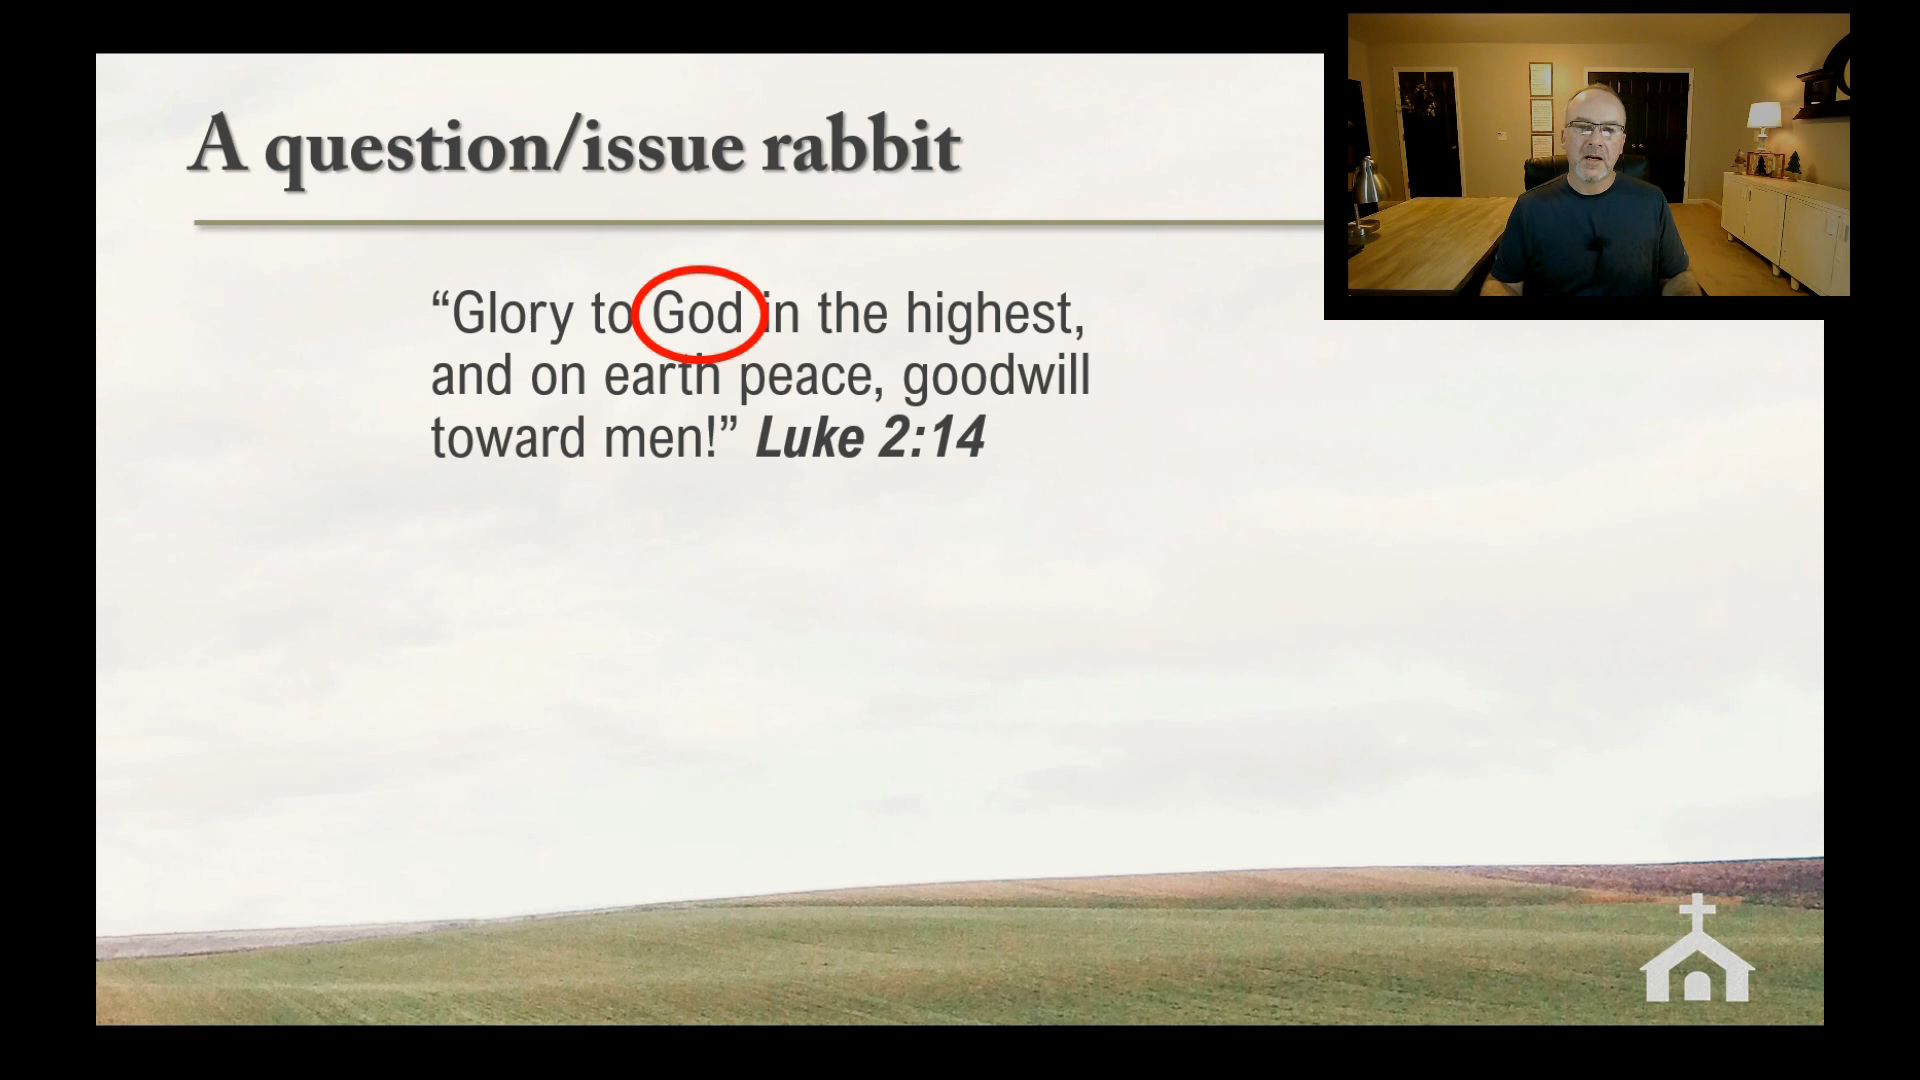 A question/issue rabbit
“Glory to God in the highest,
and on earth peace, goodwill
toward men!” Luke 2:14